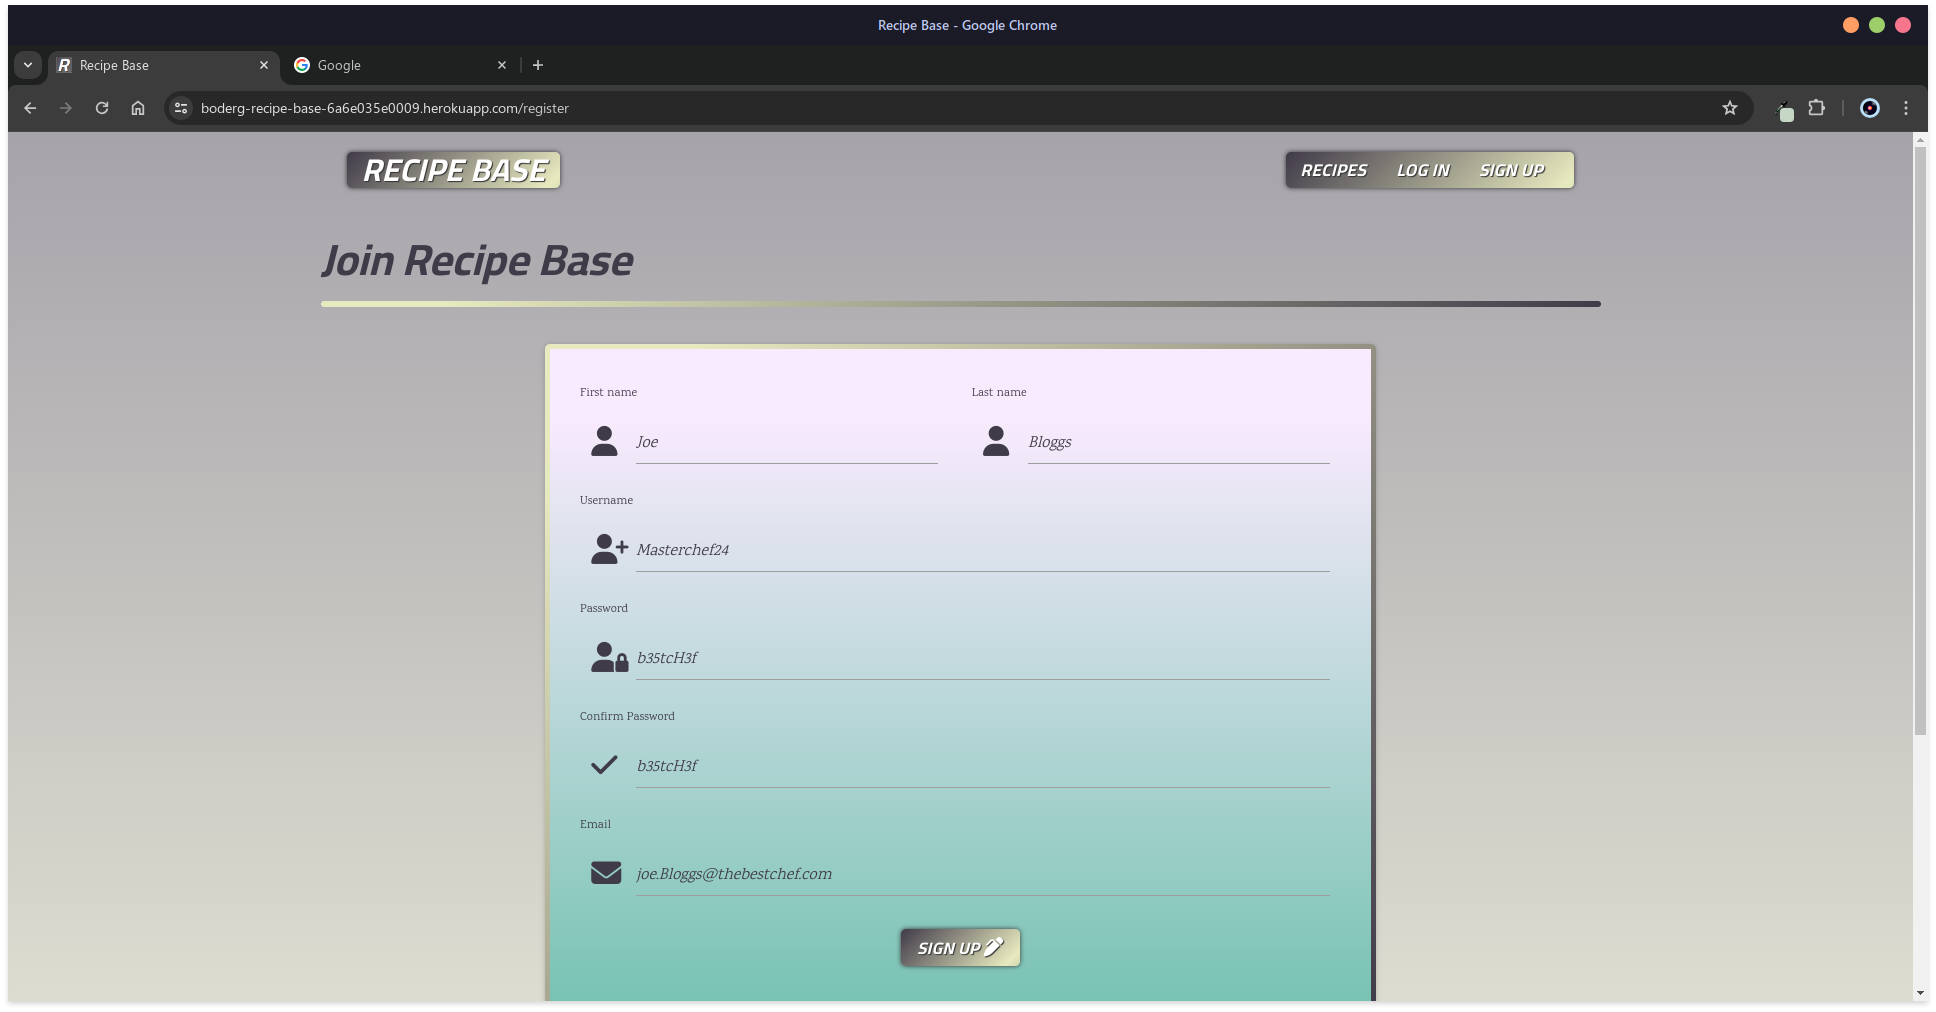 Recipe Base - Google Chrome
Recipe Base
Google
boderg-recipe-base-6a6e035e0009.herokuapp.com/register
RECIPE BASE
RECIPES LOG IN SIGN UP
Join Recipe Base
First name Last name
Joe Bloggs
Username
Masterchef24
Password
b35tcH3f
Confirm Password
b35tcH3f
Email
joe.Bloggs@thebestchef.com
SIGN UP